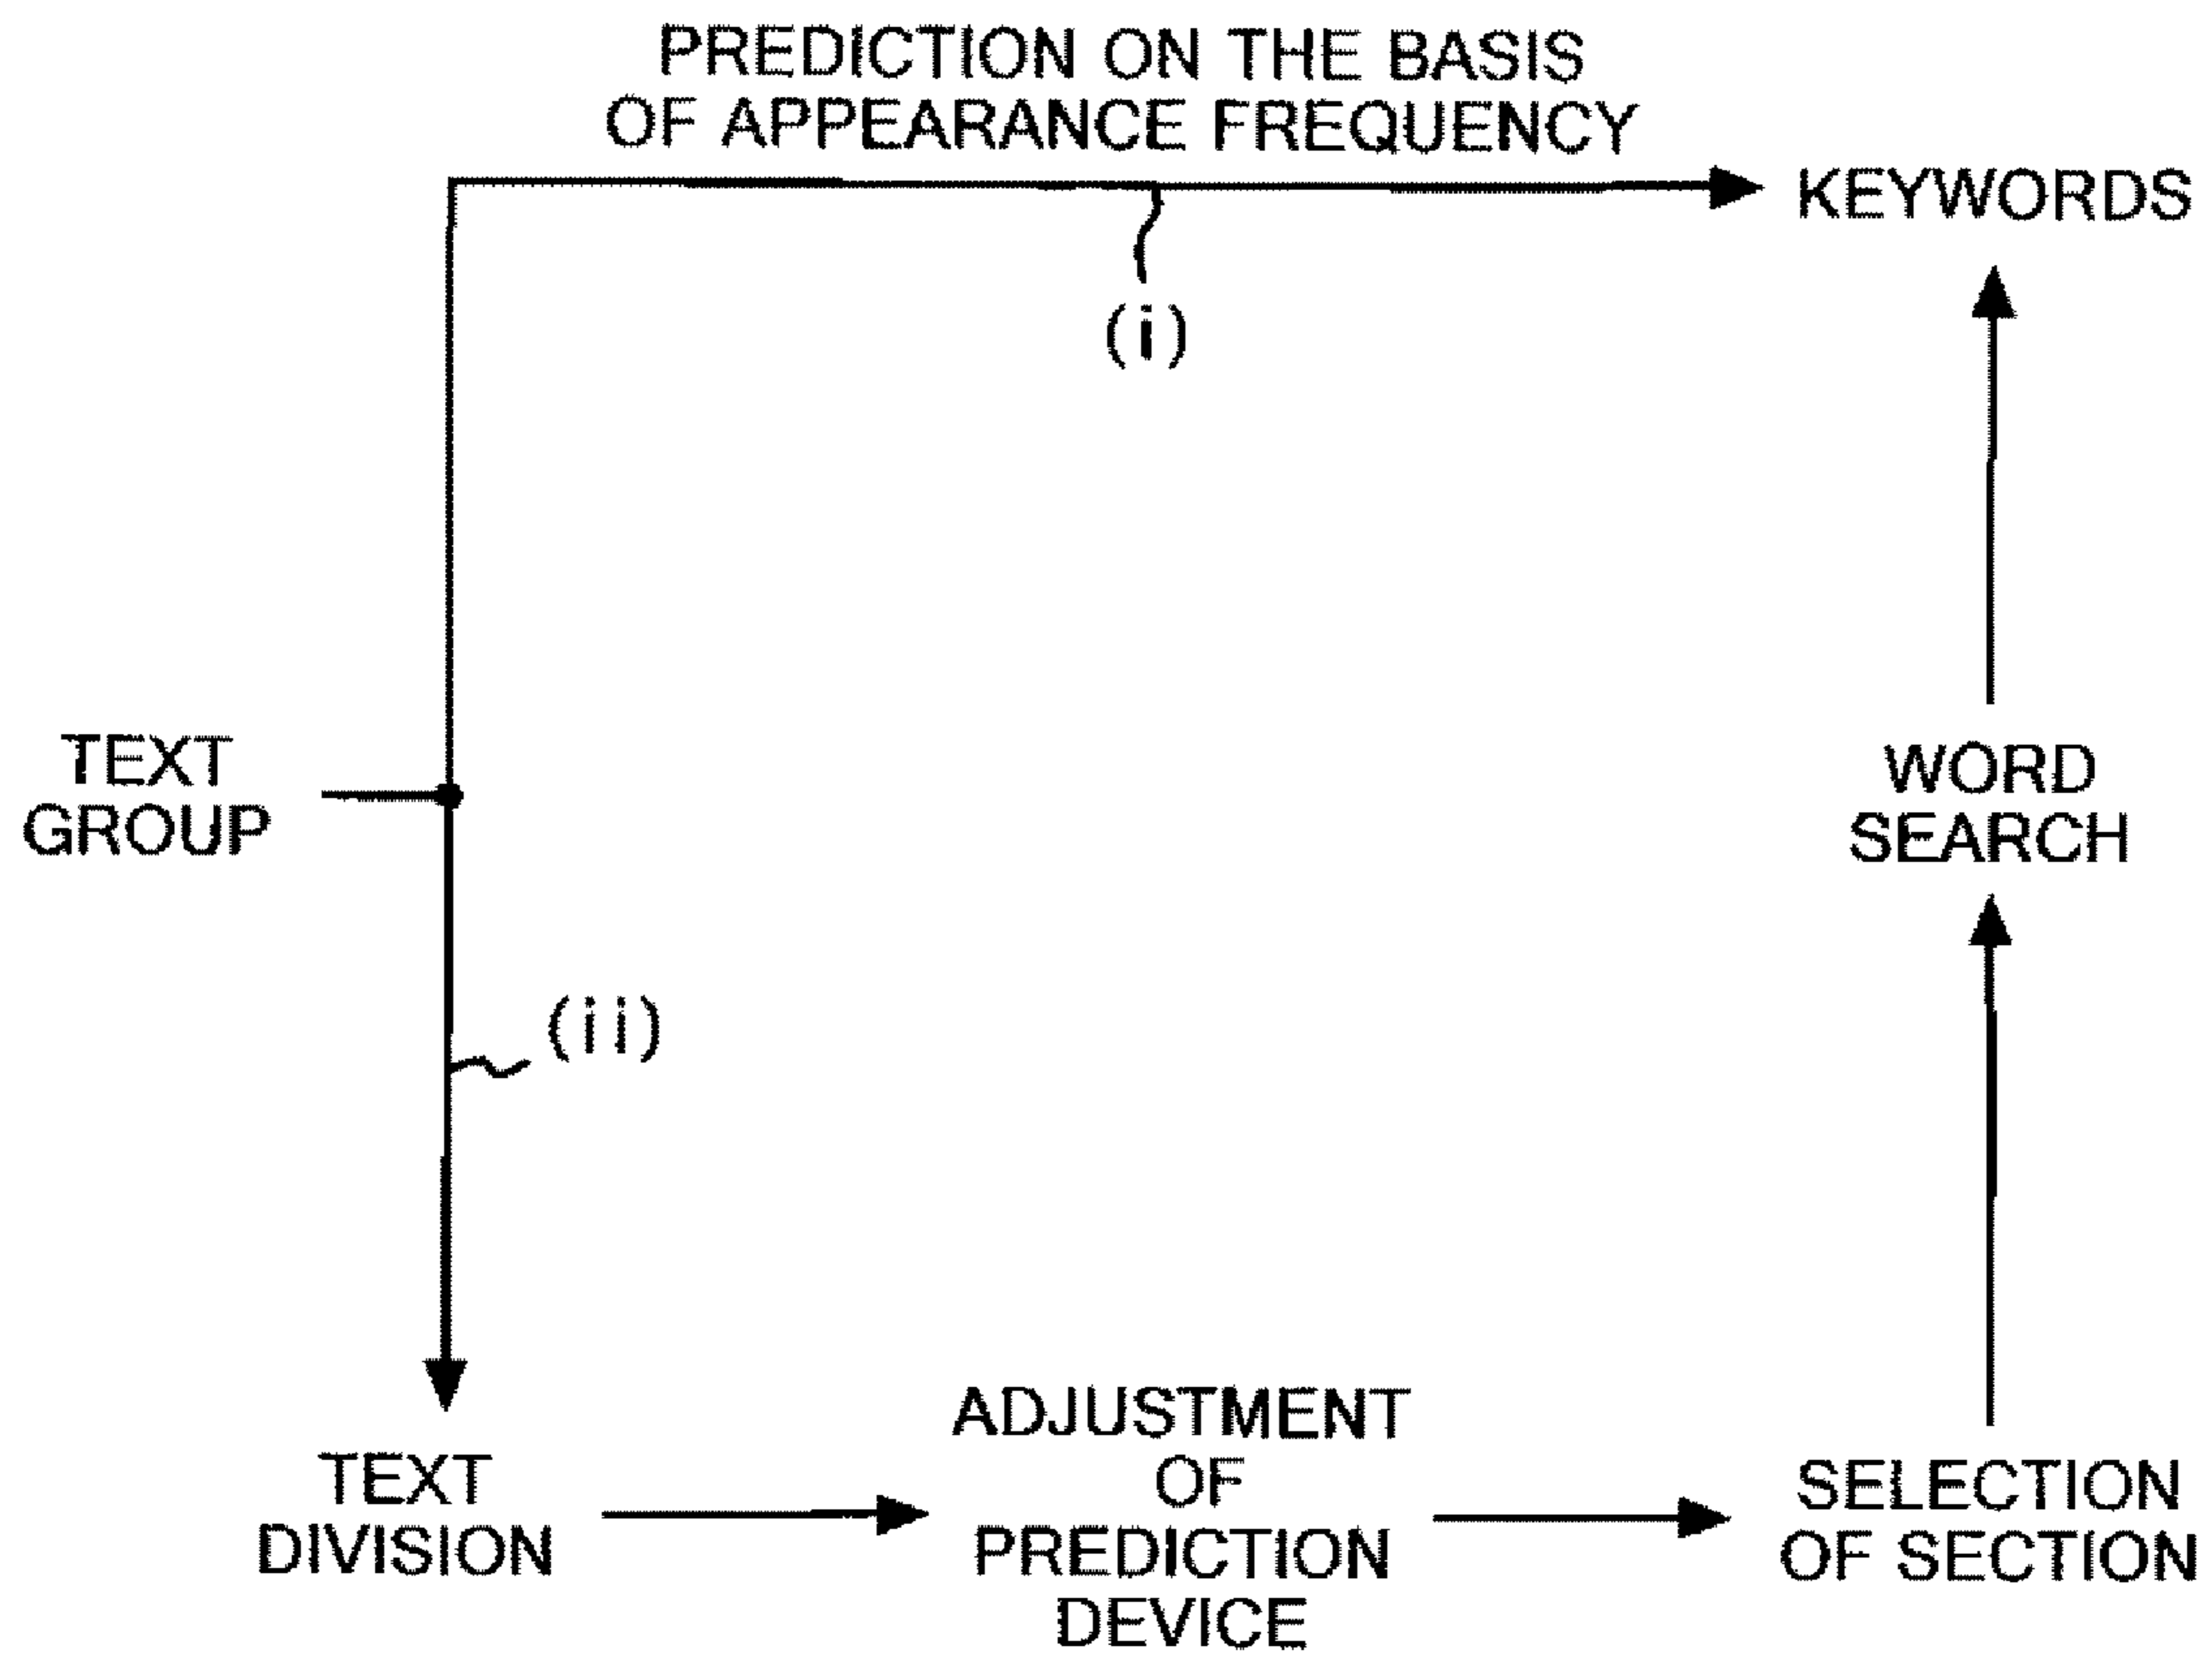 PREDICTION ON THE BASIS
OF APPEARANCE FREQUENCY
KEYWORDS
(i)
TEXT
GROUP
WORD
SEARCH
(ii)
TEXT
DIVISION
ADJUSTMENT
OF
PREDICTION
DEVICE
SELECTION
OF SECTION